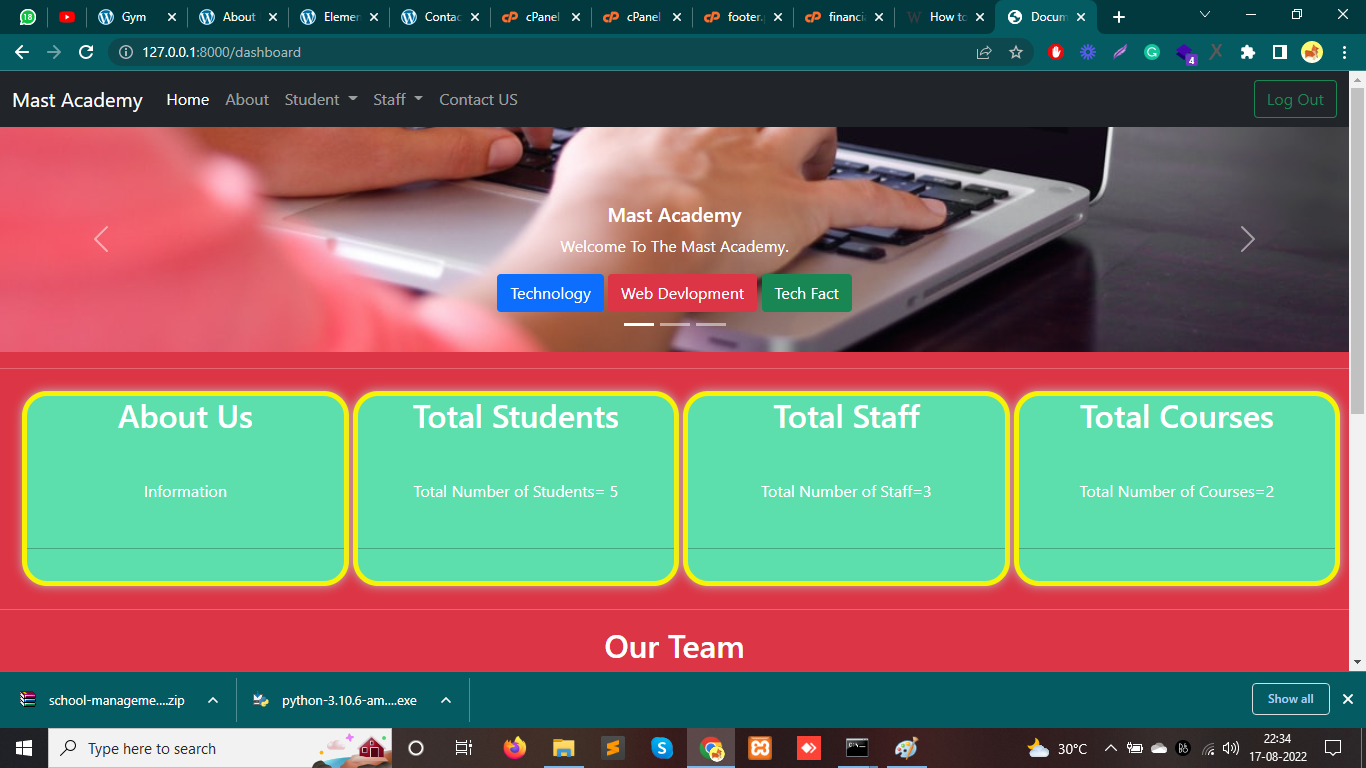 18
Gym
About
Elemen
Contac
cPanel
cPanel
footer.p
financi
How to
Docum
127.0.0.1:8000/dashboard
4
Mast Academy Home About Student Staff Contact US Log Out
Mast Academy
Welcome To The Mast Academy.
Technology Web Devlopment Tech Fact
About Us Total Students Total Staff Total Courses
Information Total Number of Students= 5 Total Number of Staff=3 Total Number of Courses=2
Our Team
school-manageme....zip python-3.10.6-am....exe Show all
Type here to search
30°C
22:34
17-08-2022